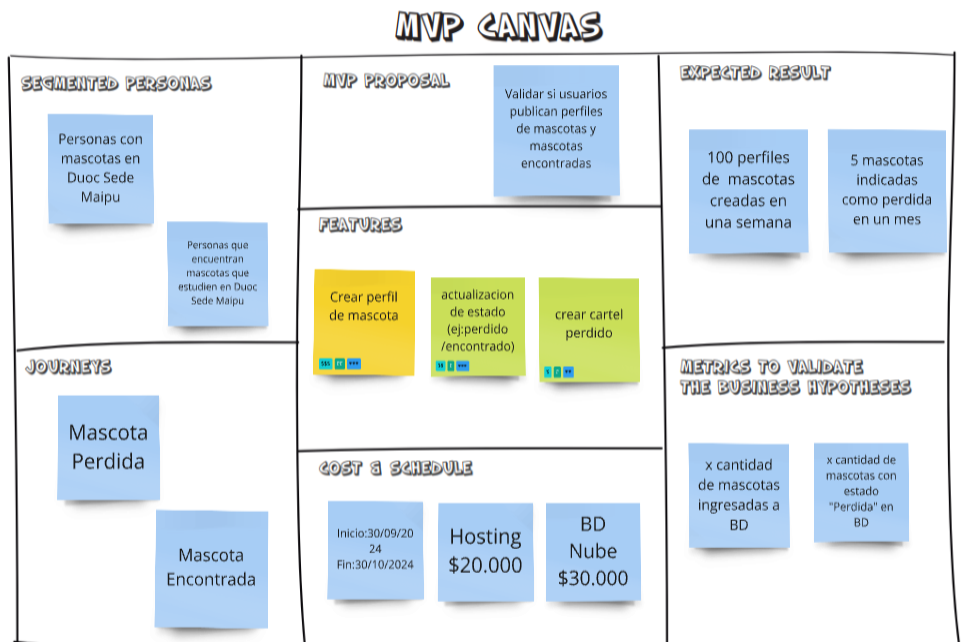 MVP CANVAS
SEGMENTED PERSONAS
Personas con
mascotas en
Duoc Sede
Maipu
Personas que
encuentran
mascotas que
estudien en Duoc
Sede Maipu
JOURNEYS
Mascota
Perdida
Mascota
Encontrada
MVP PROPOSAL
Validar si usuarios
publican perfiles
de mascotas y
mascotas
encontradas
FEATURES
Crear perfil
de mascota
$$$
actualizacion
de estado
(ej:perdido
/encontrado)
$$
crear cartel
perdido
$
COST & SCHEDULE
Inicio:30/09/20
24
Fin:30/10/2024
Hosting
$20.000
BD
Nube
$30.000
EXPECTED RESULT
100 perfiles
de mascotas
creadas en
una semana
5 mascotas
indicadas
como perdida
en un mes
METRICS TO VALIDATE
THE BUSINESS HYPOTHESES
x cantidad
de mascotas
ingresadas a
BD
x cantidad de
mascotas con
estado
"Perdida" en
BD